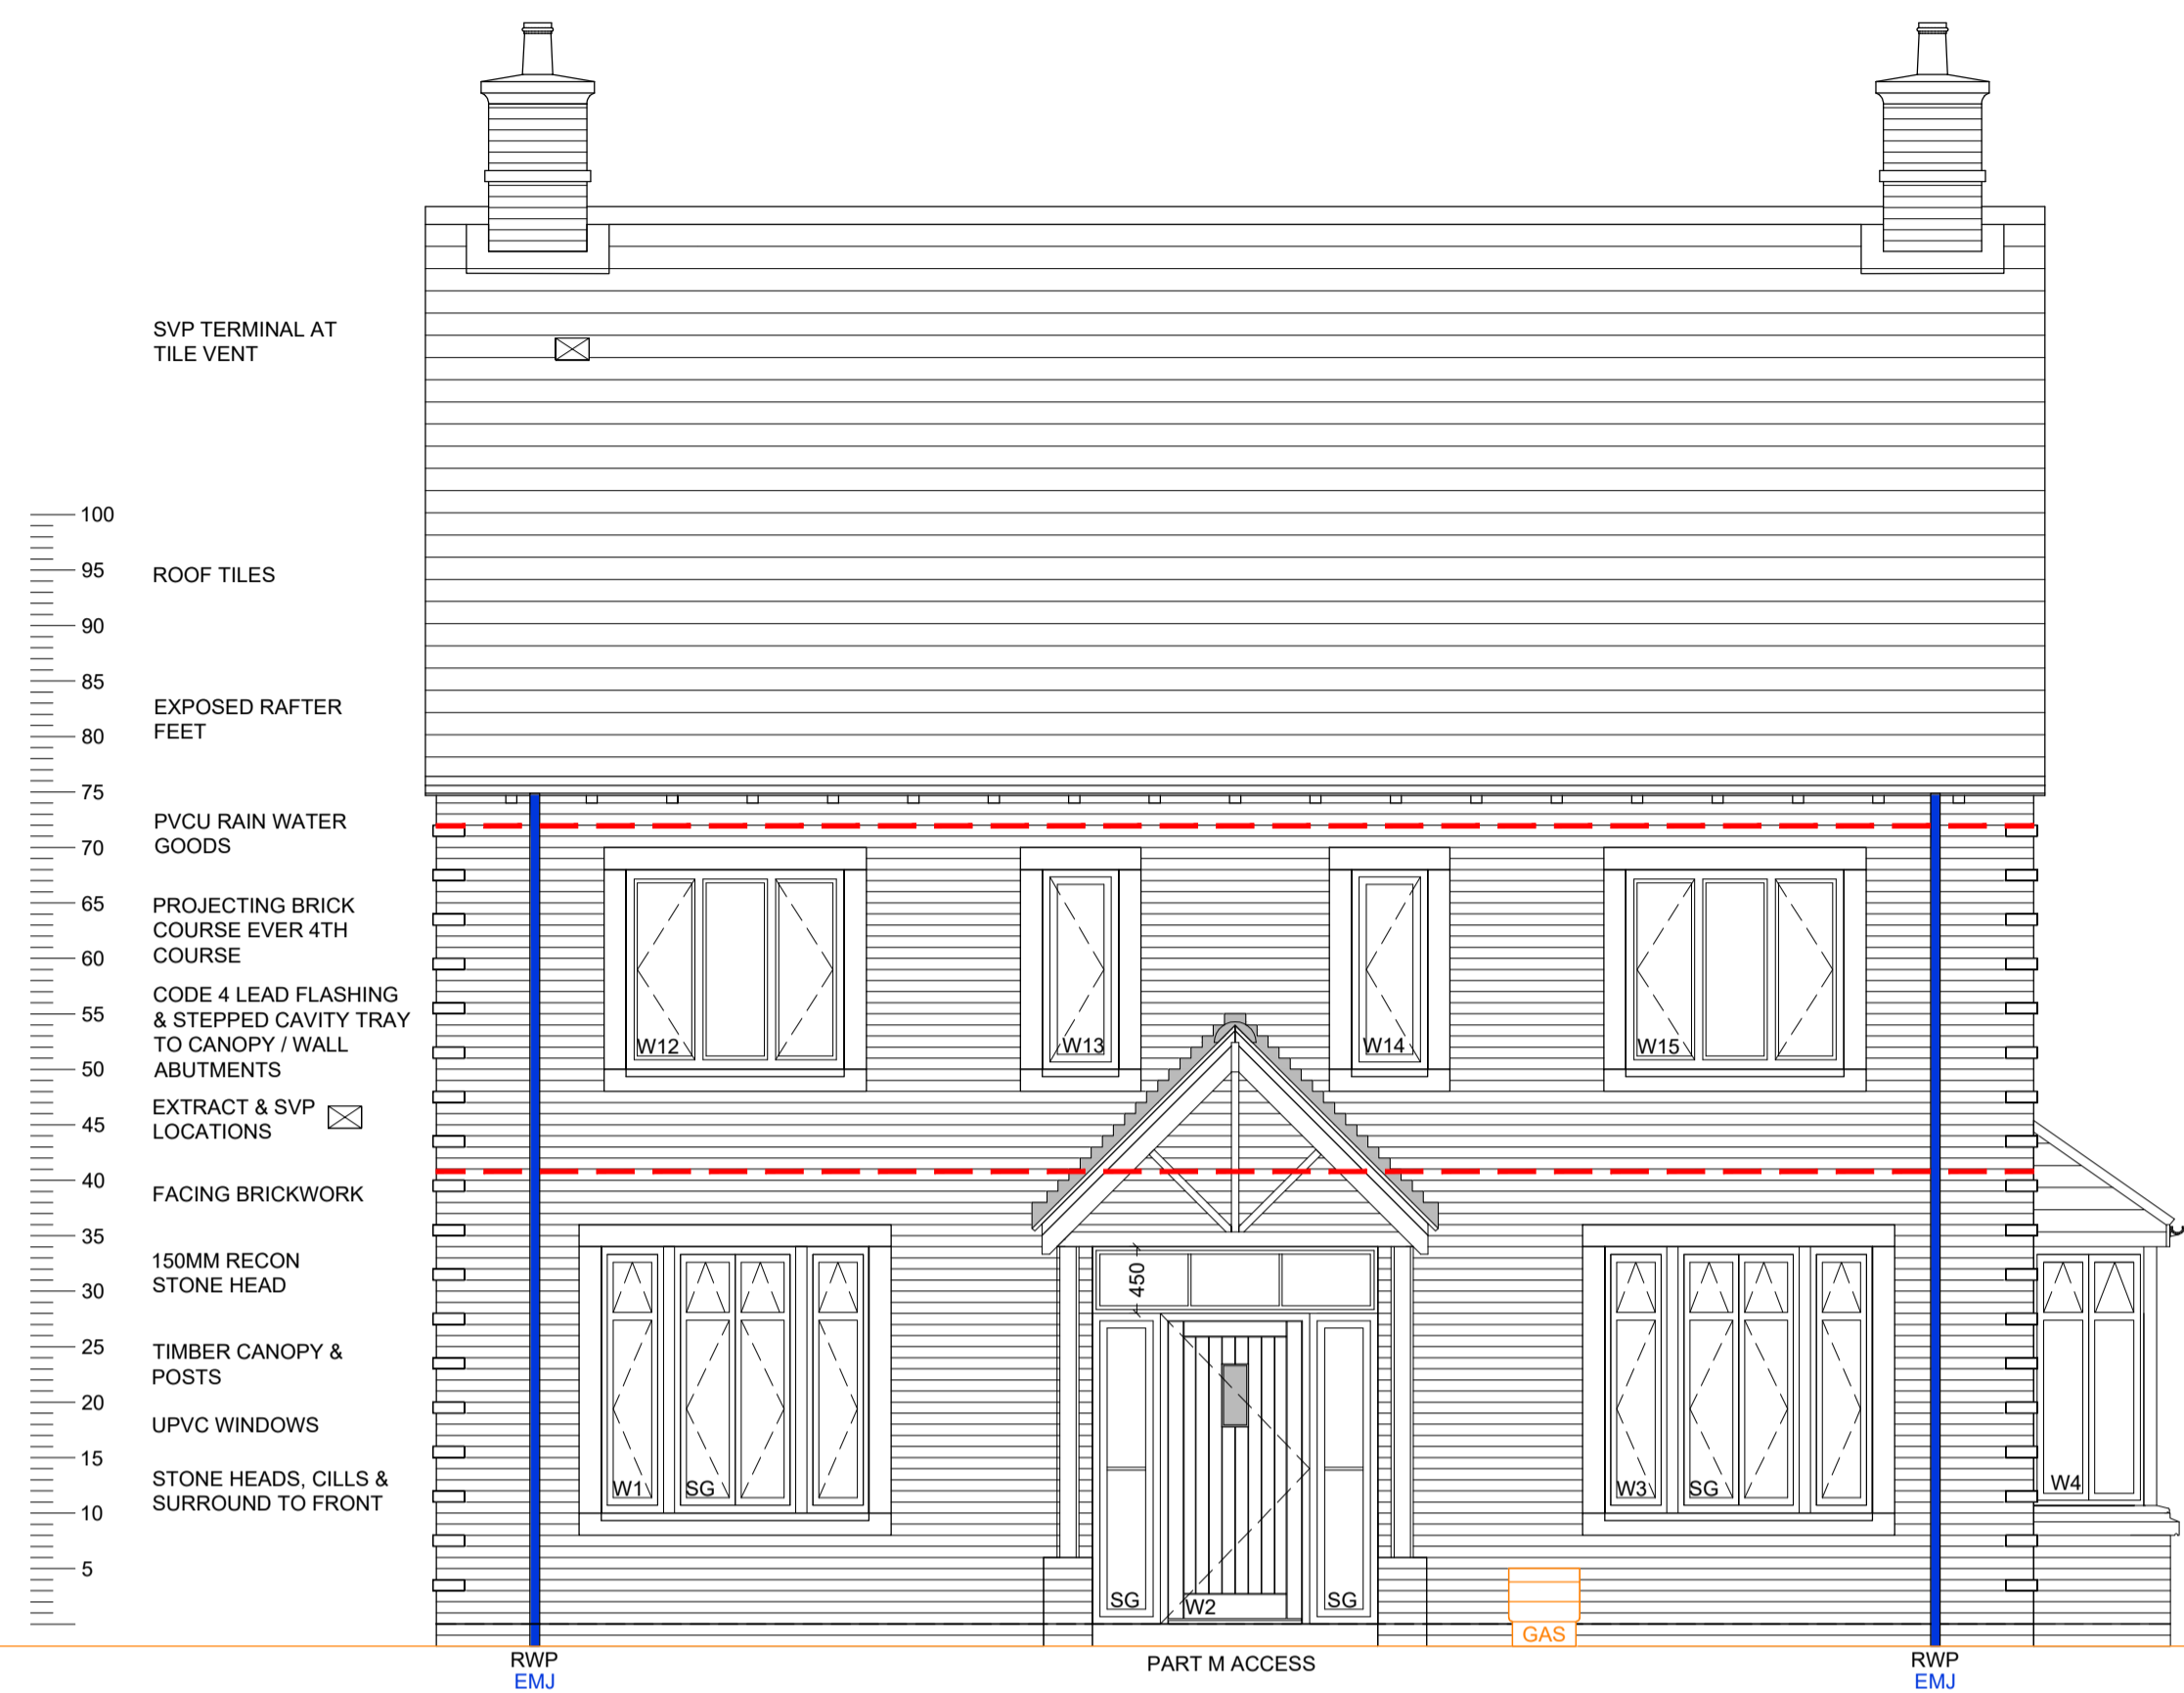 SVP TERMINAL AT
TILE VENT
100
95
ROOF TILES
90
85
EXPOSED RAFTER
FEET
80
75
PVCU RAIN WATER
GOODS
70
65
PROJECTING BRICK
COURSE EVER 4TH
COURSE
60
CODE 4 LEAD FLASHING
& STEPPED CAVITY TRAY
TO CANOPY / WALL
ABUTMENTS
55
50
W12
W13
W14
W15
EXTRACT & SVP
LOCATIONS
45
40
FACING BRICKWORK
35
150MM RECON
STONE HEAD
30
450
25
TIMBER CANOPY &
POSTS
20
UPVC WINDOWS
15
STONE HEADS, CILLS &
SURROUND TO FRONT
10
W1
SG
W3
SG
W4
5
SG
W2
SG
GAS
RWP
EMJ
PART M ACCESS
RWP
EMJ